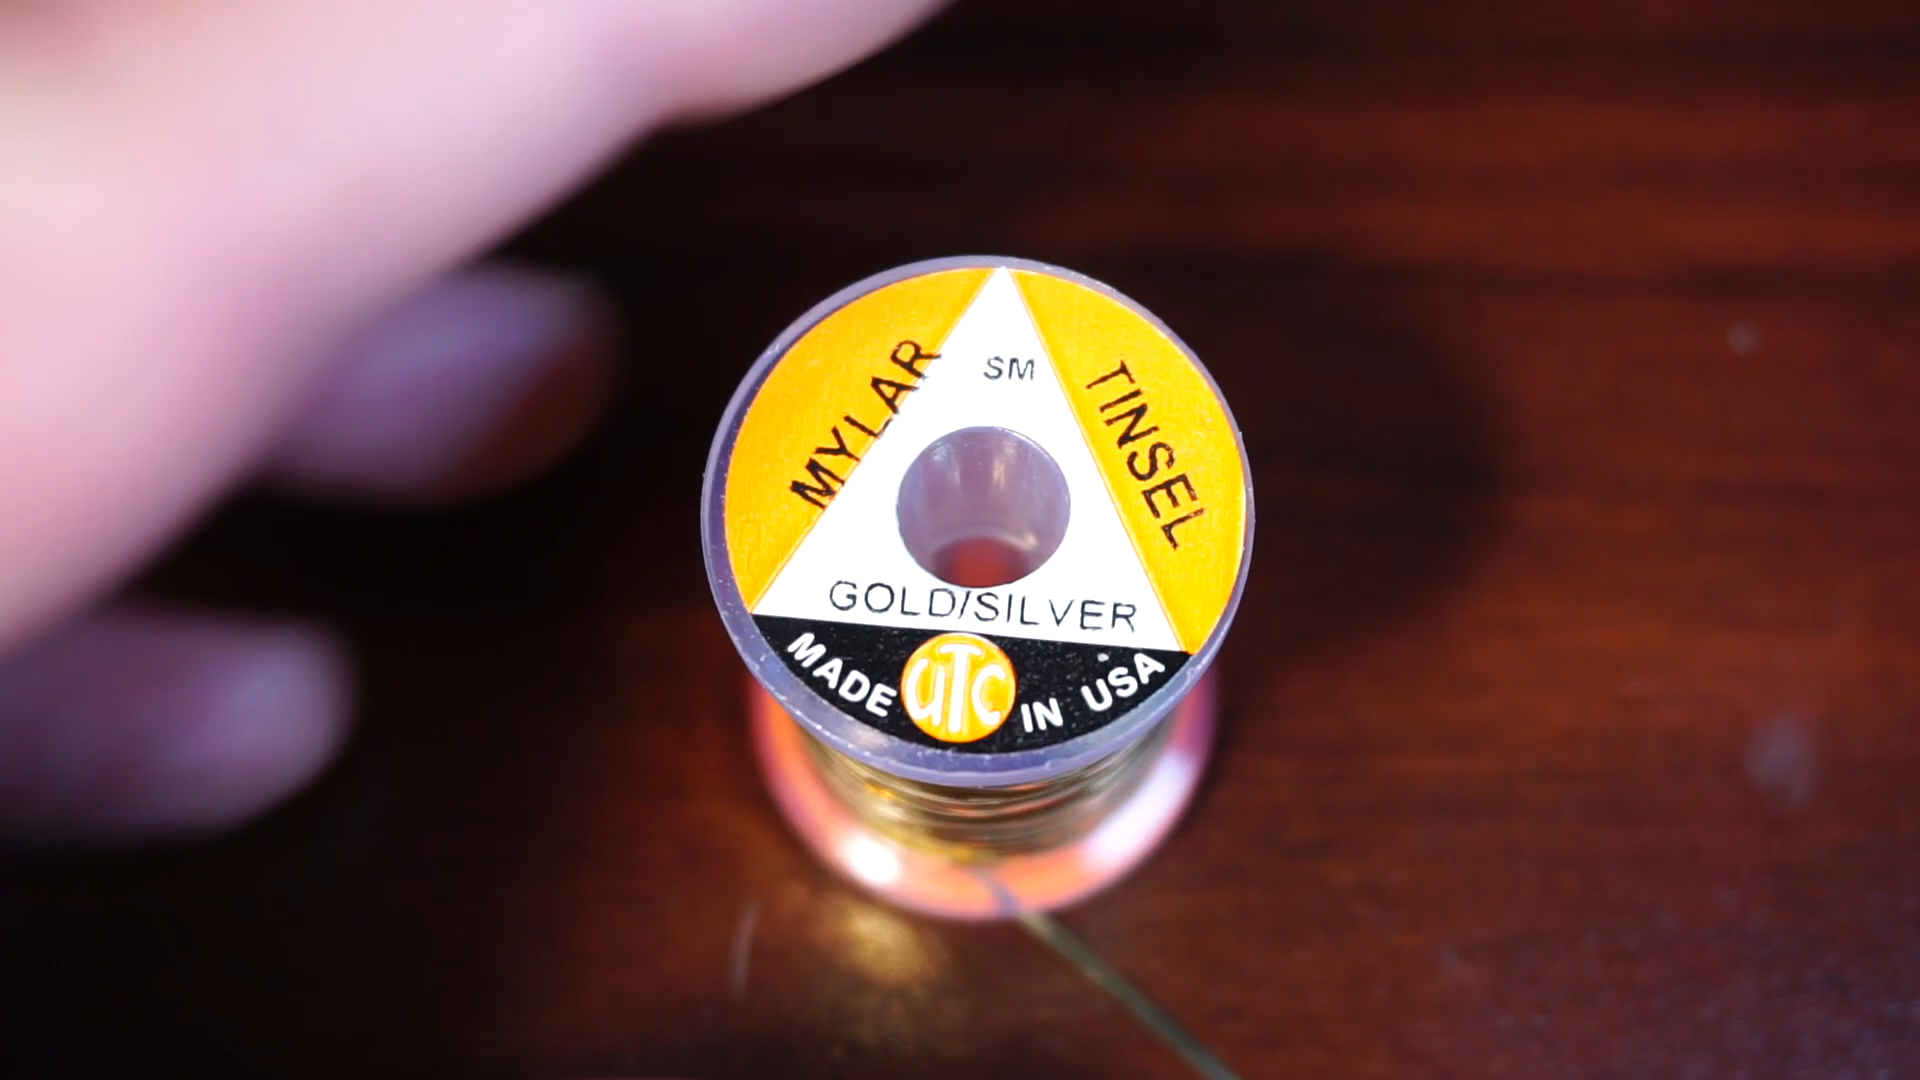 SM
MYLAR
TINSEL
GOLD/SILVER
MADE UTC IN USA